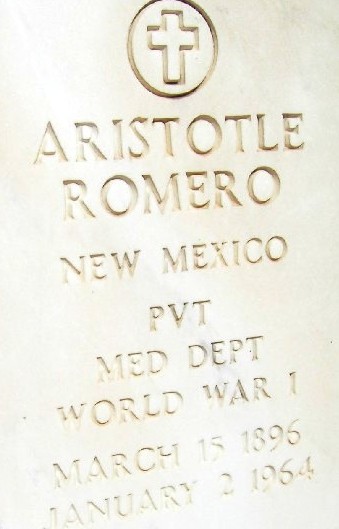 ARISTOTLE
ROMERO
NEW MEXICO
PVT
MED DEPT
WORLD WAR I
MARCH 15 1896
JANUARY 2 1964